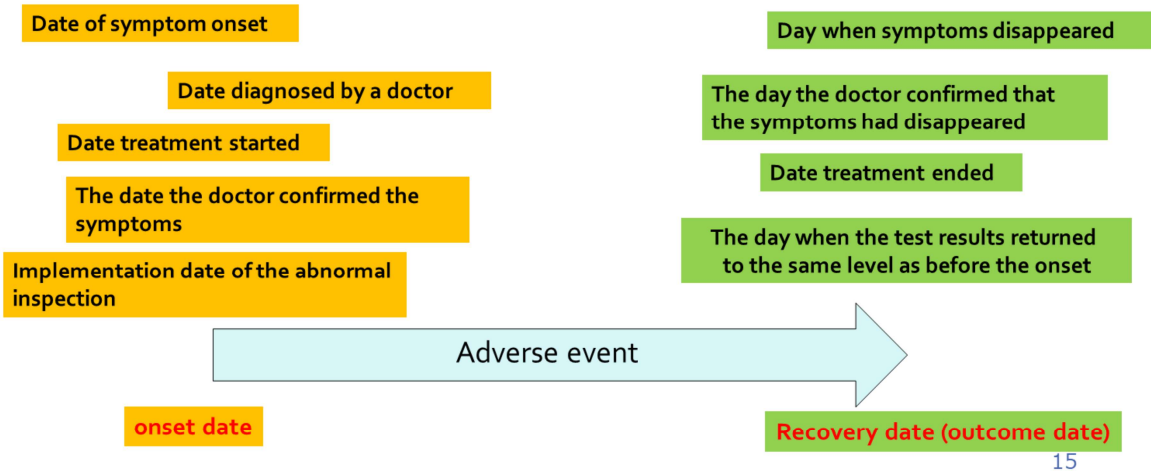 Date of symptom onset
Date diagnosed by a doctor
Date treatment started
The date the doctor confirmed the
symptoms
Implementation date of the abnormal
inspection
Day when symptoms disappeared
The day the doctor confirmed that
the symptoms had disappeared
Date treatment ended
The day when the test results returned
to the same level as before the onset
Adverse event
onset date
Recovery date (outcome date)
15